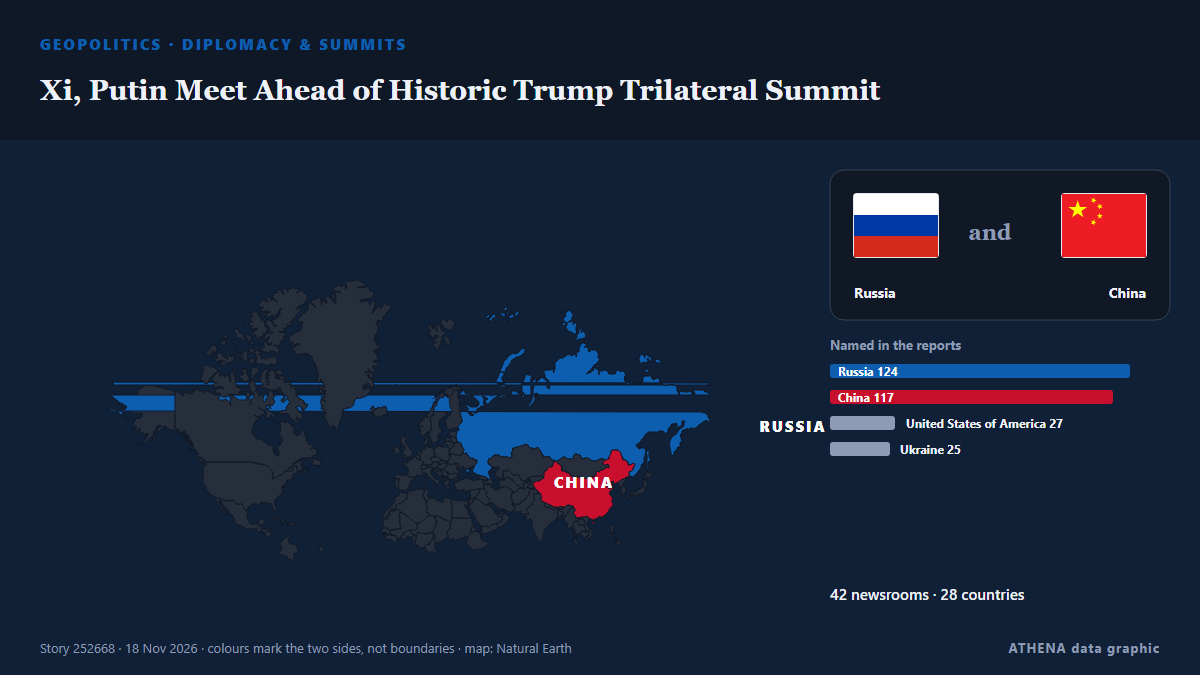 GEOPOLITICS · DIPLOMACY & SUMMITS
Xi, Putin Meet Ahead of Historic Trump Trilateral Summit
and
Russia
China
Named in the reports
Russia 124
China 117
United States of America 27
Ukraine 25
RUSSIA
CHINA
42 newsrooms · 28 countries
Story 252668 · 18 Nov 2026 · colours mark the two sides, not boundaries · map: Natural Earth
ATHENA data graphic